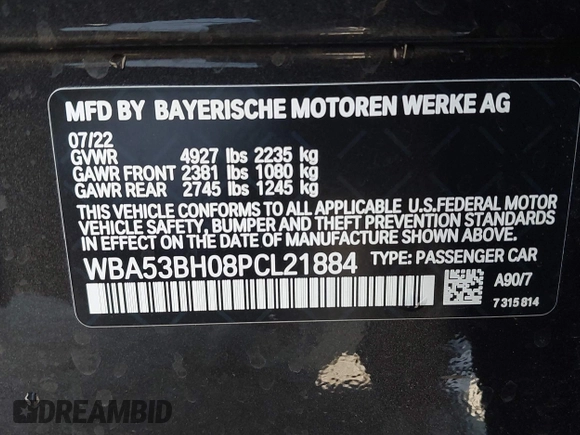 MFD BY BAYERISCHE MOTOREN WERKE AG
07/22
GVWR 4927 lbs 2235 kg
GAWR FRONT 2381 lbs 1080 kg
GAWR REAR 2745 lbs 1245 kg
THIS VEHICLE CONFORMS TO ALL APPLICABLE U.S.FEDERAL MOTOR
VEHICLE SAFETY, BUMPER AND THEFT PREVENTION STANDARDS
IN EFFECT ON THE DATE OF MANUFACTURE SHOWN ABOVE.
WBA53BH08PCL21884 TYPE: PASSENGER CAR
A90/7
7 315 814
DREAMBID